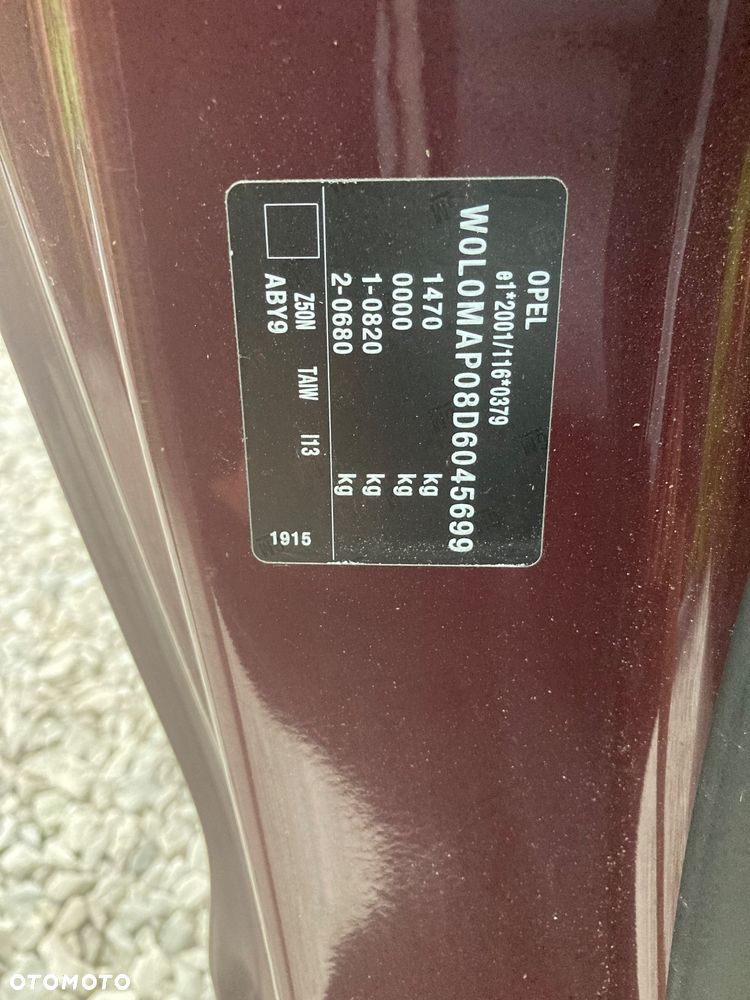 OPEL
e1*2001/116*0379
WOLOMAP08D6045699
1470 kg
0000 kg
1-0820 kg
2-0680 kg
Z50N TAIW I13
ABY9 1915
OTOMOTO